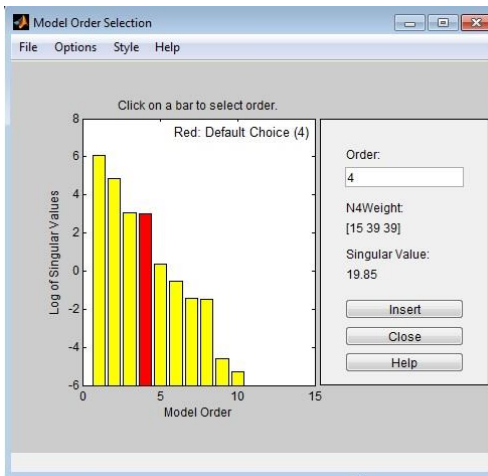 Model Order Selection
File Options Style Help
Click on a bar to select order.
Red: Default Choice (4)
8
6
4
2
0
-2
-4
-6
Log of Singular Values
0 5 10 15
Model Order
Order:
4
N4Weight:
[15 39 39]
Singular Value:
19.85
Insert
Close
Help